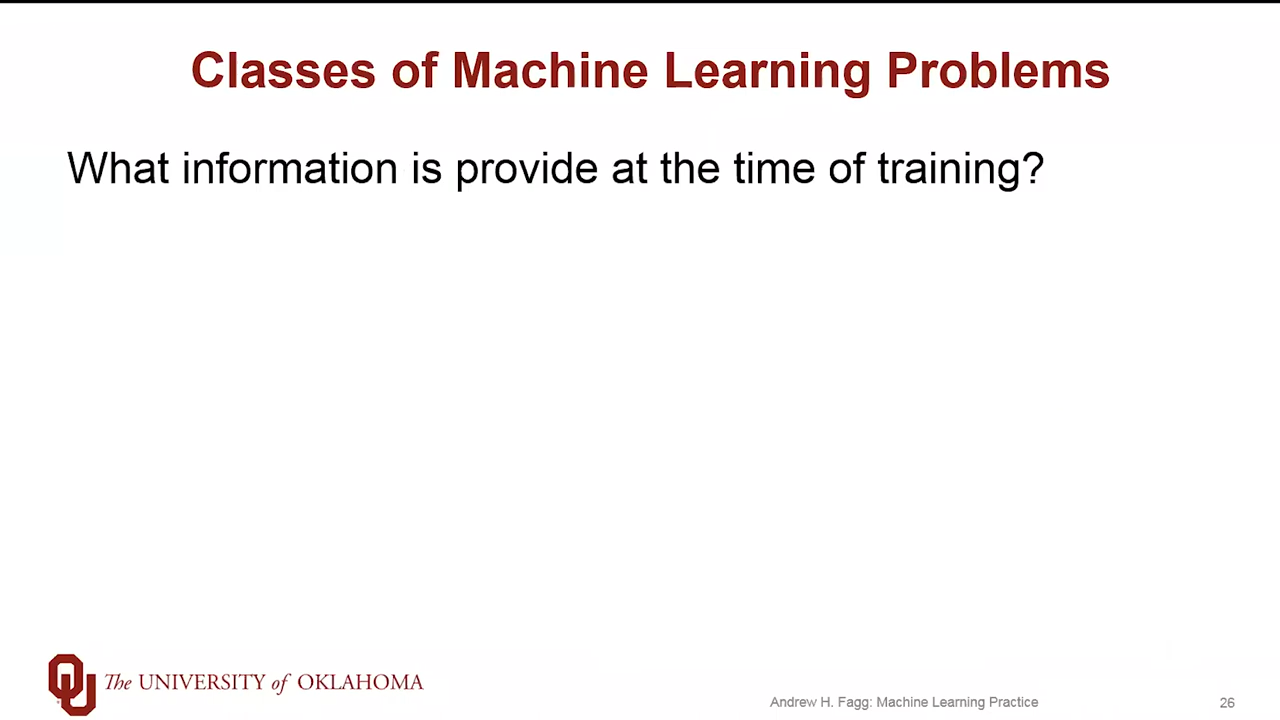 Classes of Machine Learning Problems
What information is provide at the time of training?
The UNIVERSITY of OKLAHOMA
Andrew H. Fagg: Machine Learning Practice
26